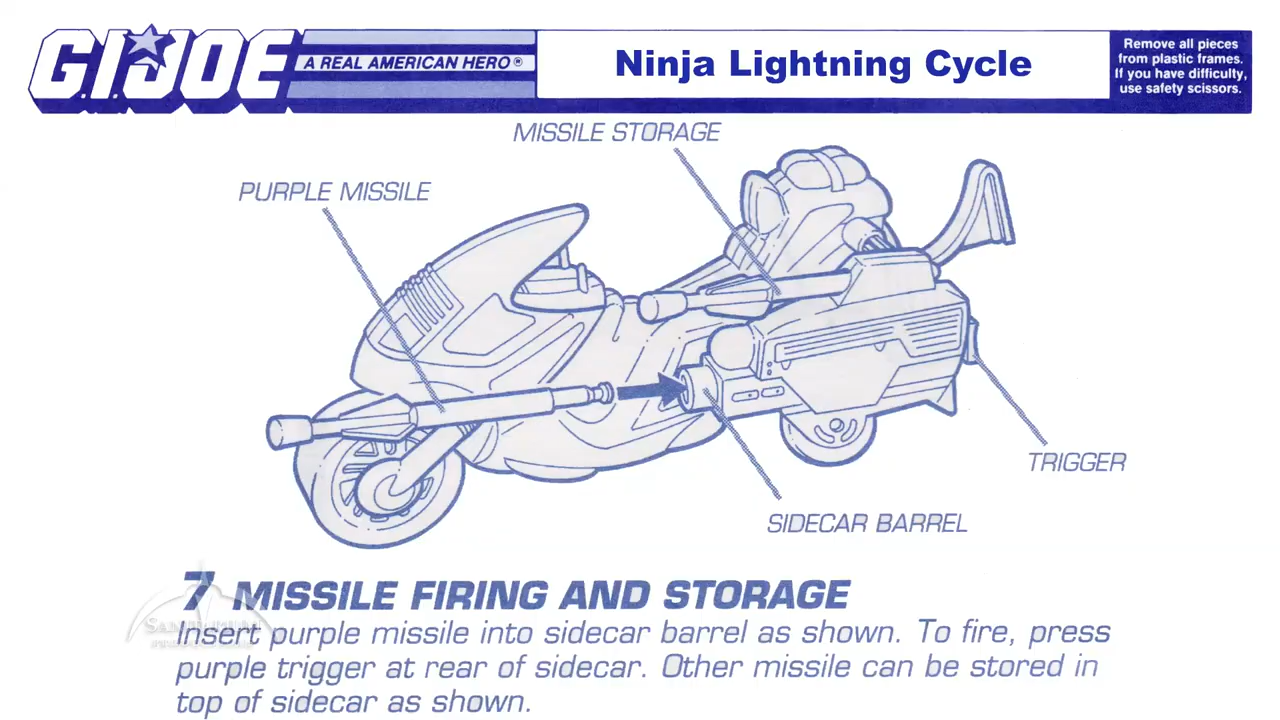 G.I. JOE
A REAL AMERICAN HERO®
Ninja Lightning Cycle
Remove all pieces
from plastic frames.
If you have difficulty,
use safety scissors.
MISSILE STORAGE
PURPLE MISSILE
TRIGGER
SIDECAR BARREL
7 MISSILE FIRING AND STORAGE
Insert purple missile into sidecar barrel as shown. To fire, press
purple trigger at rear of sidecar. Other missile can be stored in
top of sidecar as shown.